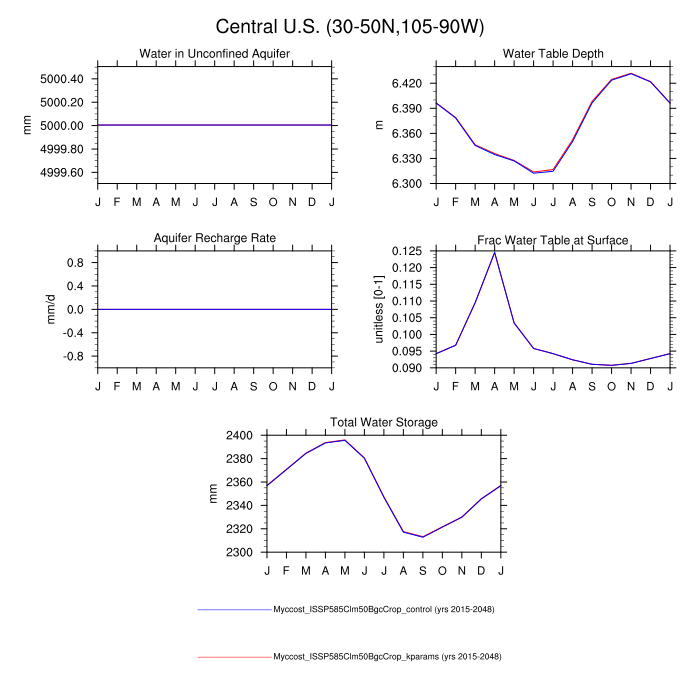 Central U.S. (30-50N,105-90W)
Water in Unconfined Aquifer
5000.40
5000.20
5000.00
4999.80
4999.60
mm
J F M A M J J A S O N D J
Water Table Depth
6.420
6.390
6.360
6.330
6.300
m
J F M A M J J A S O N D J
Aquifer Recharge Rate
0.8
0.4
0.0
-0.4
-0.8
mm/d
J F M A M J J A S O N D J
Frac Water Table at Surface
0.125
0.120
0.115
0.110
0.105
0.100
0.095
0.090
unitless [0-1]
J F M A M J J A S O N D J
Total Water Storage
2400
2380
2360
2340
2320
2300
mm
J F M A M J J A S O N D J
Myccost_ISSP585Clm50BgcCrop_control (yrs 2015-2048)
Myccost_ISSP585Clm50BgcCrop_kparams (yrs 2015-2048)